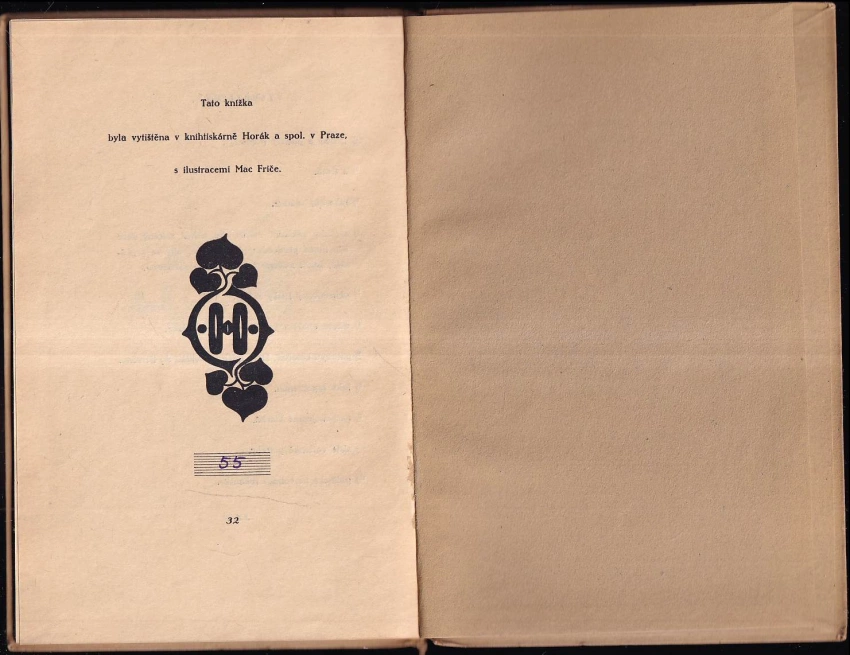 Tato knížka
byla vytištěna v knihtiskárně Horák a spol. v Praze,
s ilustracemi Mac Friče.
55
32